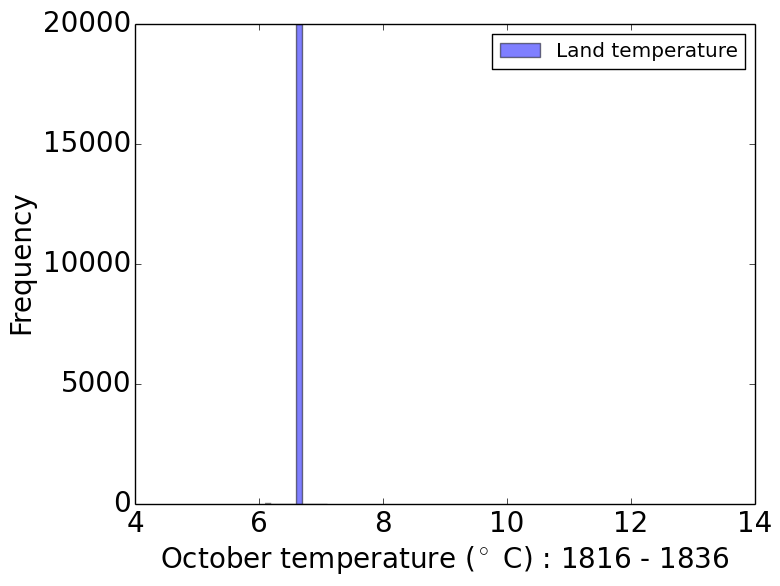 20000
15000
10000
5000
0
Frequency
Land temperature
4 6 8 10 12 14
October temperature (° C) : 1816 - 1836